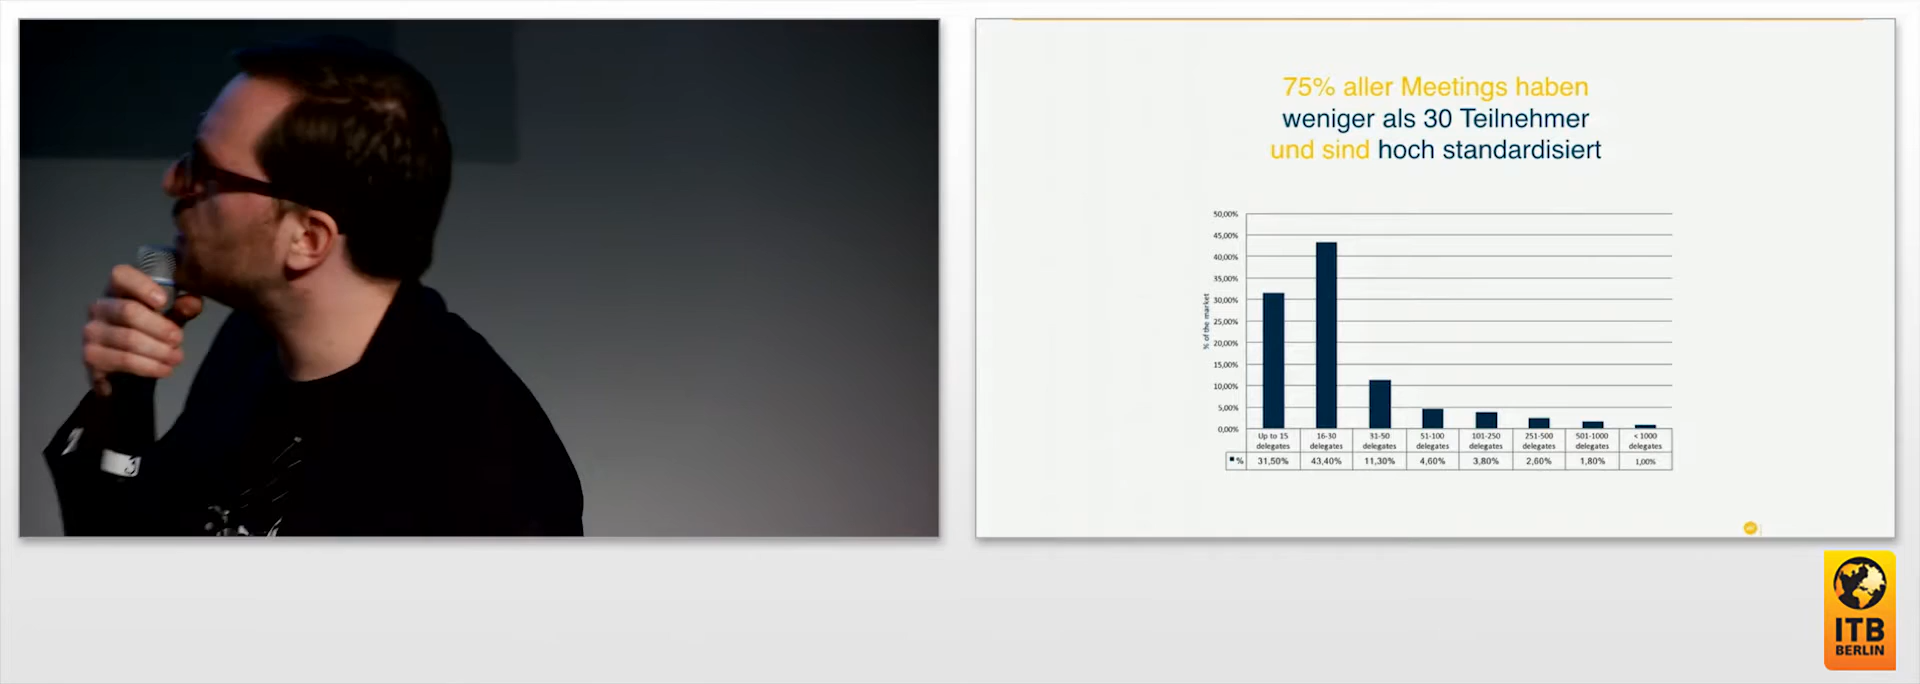 75% aller Meetings haben
weniger als 30 Teilnehmer
und sind hoch standardisiert
50,00%
45,00%
40,00%
35,00%
30,00%
25,00%
20,00%
15,00%
10,00%
5,00%
0,00%
% of the market
Up to 15 delegates
16-30 delegates
31-50 delegates
51-100 delegates
101-250 delegates
251-500 delegates
501-1000 delegates
< 1000 delegates
% 31,50% 43,40% 11,30% 4,60% 3,80% 2,60% 1,80% 1,00%
ITB
BERLIN